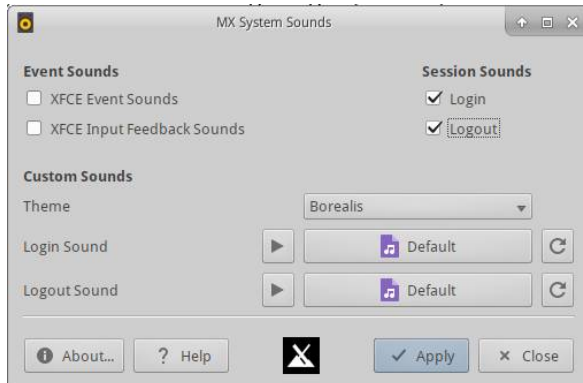 MX System Sounds
Event Sounds
Session Sounds
XFCE Event Sounds
Login
XFCE Input Feedback Sounds
Logout
Custom Sounds
Theme
Borealis
Login Sound
Default
Logout Sound
Default
About...
? Help
Apply
Close